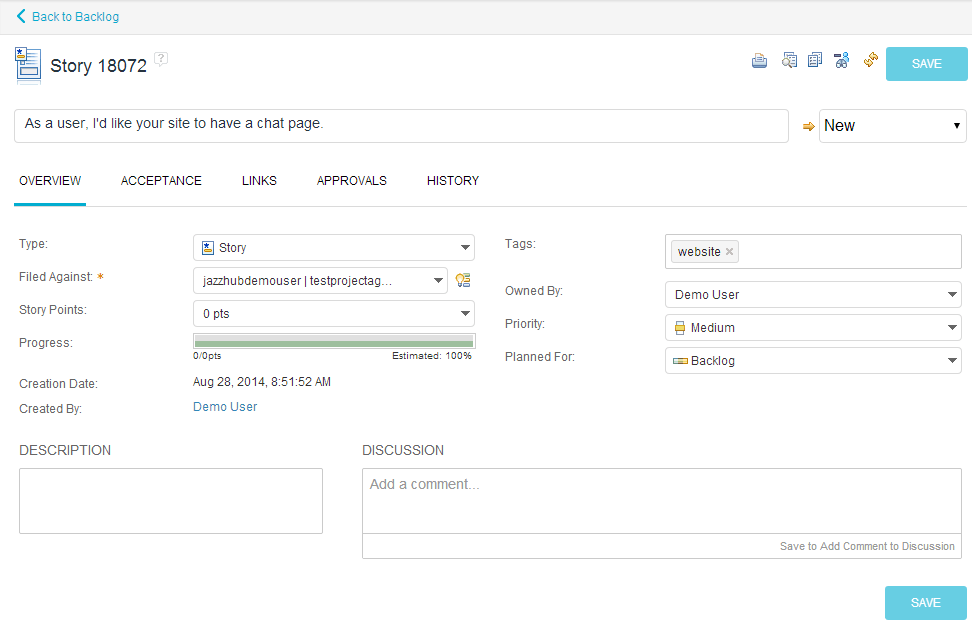 Back to Backlog
Story 18072 ?
SAVE
As a user, I'd like your site to have a chat page.
New
OVERVIEW ACCEPTANCE LINKS APPROVALS HISTORY
Type: Story
Filed Against: * jazzhubdemouser | testprojectag...
Story Points: 0 pts
Progress:
0/0pts Estimated: 100%
Creation Date: Aug 28, 2014, 8:51:52 AM
Created By: Demo User
Tags: website
Owned By: Demo User
Priority: Medium
Planned For: Backlog
DESCRIPTION
DISCUSSION
Add a comment...
Save to Add Comment to Discussion
SAVE